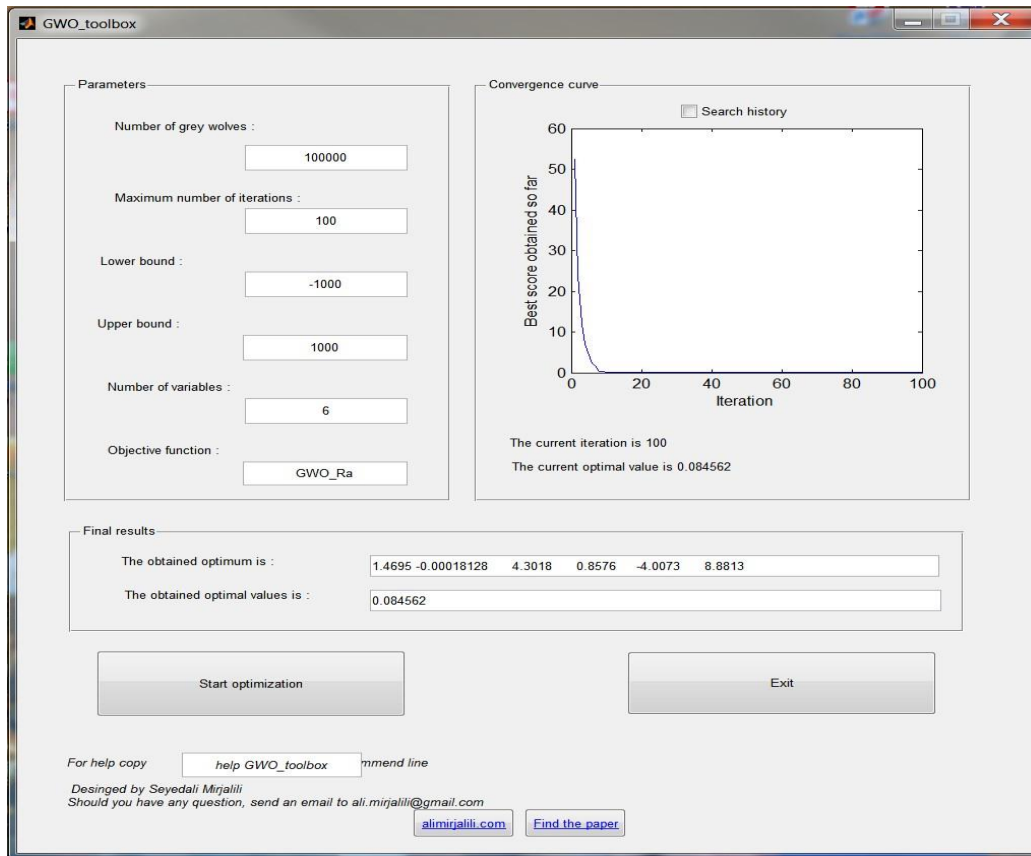 GWO_toolbox
Parameters
Number of grey wolves :
100000
Maximum number of iterations :
100
Lower bound :
-1000
Upper bound :
1000
Number of variables :
6
Objective function :
GWO_Ra
Convergence curve
Search history
60
50
40
30
20
10
0
Best score obtained so far
0 20 40 60 80 100
Iteration
The current iteration is 100
The current optimal value is 0.084562
Final results
The obtained optimum is :
1.4695 -0.00018128 4.3018 0.8576 -4.0073 8.8813
The obtained optimal values is :
0.084562
Start optimization
Exit
For help copy help GWO_toolbox mmend line
Desinged by Seyedali Mirjalili
Should you have any question, send an email to ali.mirjalili@gmail.com
alimirjalili.com
Find the paper